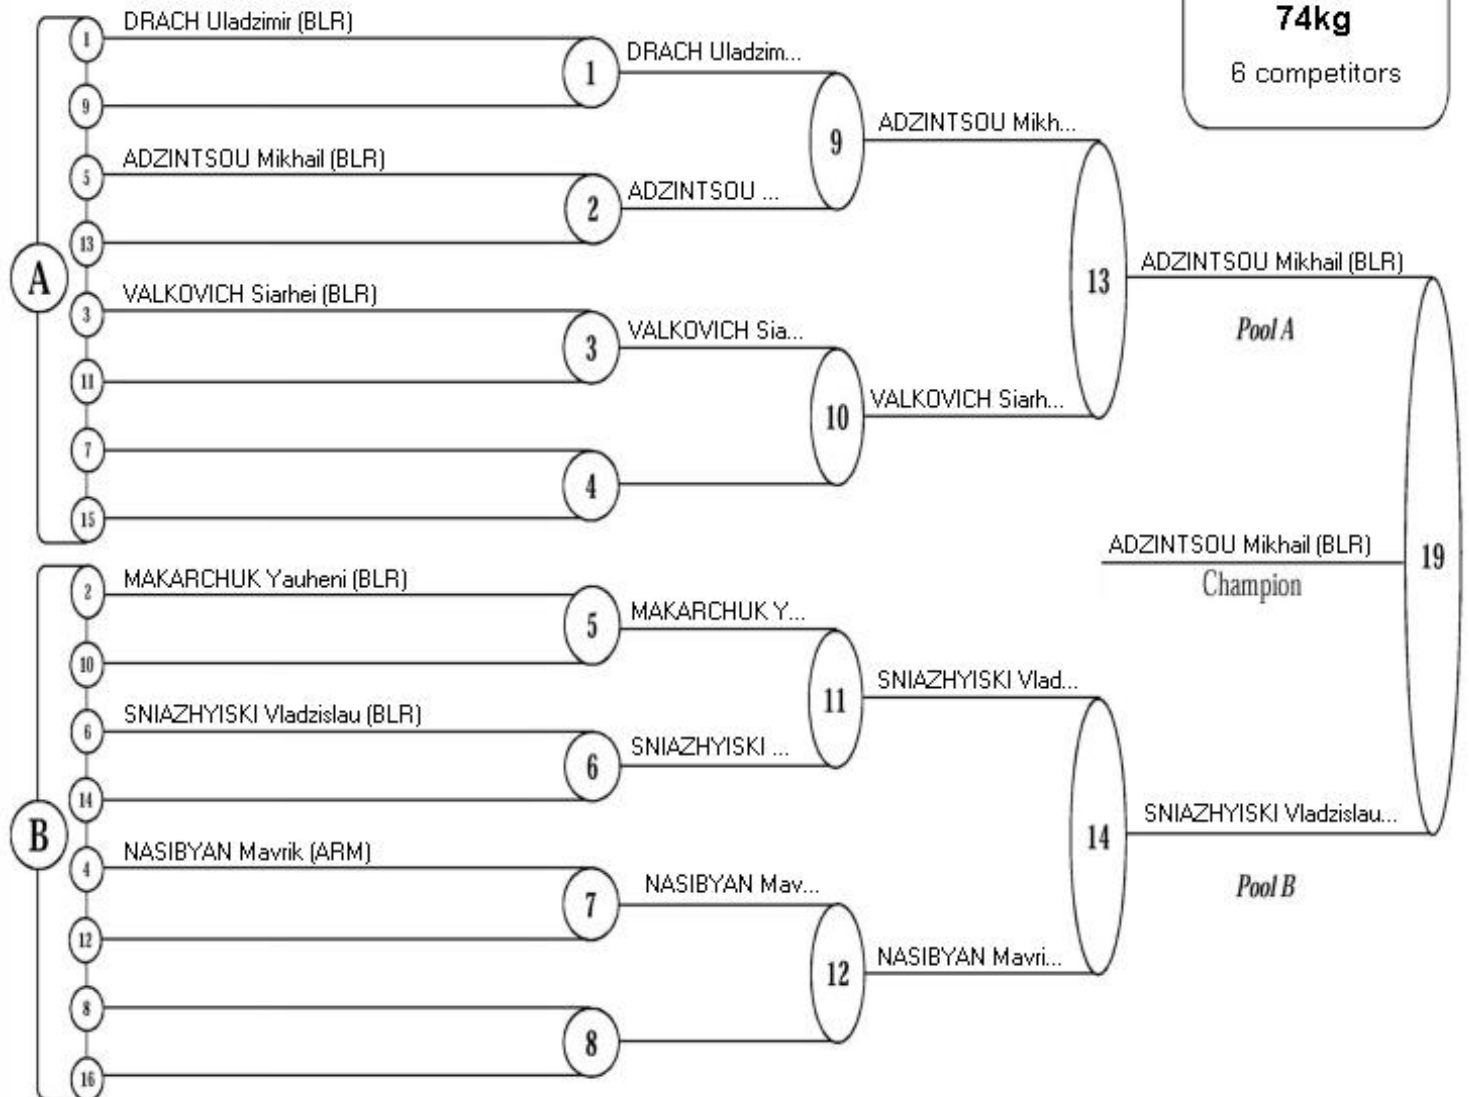 74kg
6 competitors
A
1
DRACH Uladzimir (BLR)
9
1
DRACH Uladzim...
5
ADZINTSOU Mikhail (BLR)
13
2
ADZINTSOU ...
9
ADZINTSOU Mikh...
3
VALKOVICH Siarhei (BLR)
11
3
VALKOVICH Sia...
7
15
4
10
VALKOVICH Siarh...
13
ADZINTSOU Mikhail (BLR)
Pool A
B
2
MAKARCHUK Yauheni (BLR)
10
5
MAKARCHUK Y...
6
SNIAZHYISKI Vladzislau (BLR)
14
6
SNIAZHYISKI ...
11
SNIAZHYISKI Vlad...
4
NASIBYAN Mavrik (ARM)
12
7
NASIBYAN Mav...
8
16
8
12
NASIBYAN Mavri...
14
SNIAZHYISKI Vladzislau...
Pool B
19
ADZINTSOU Mikhail (BLR)
Champion